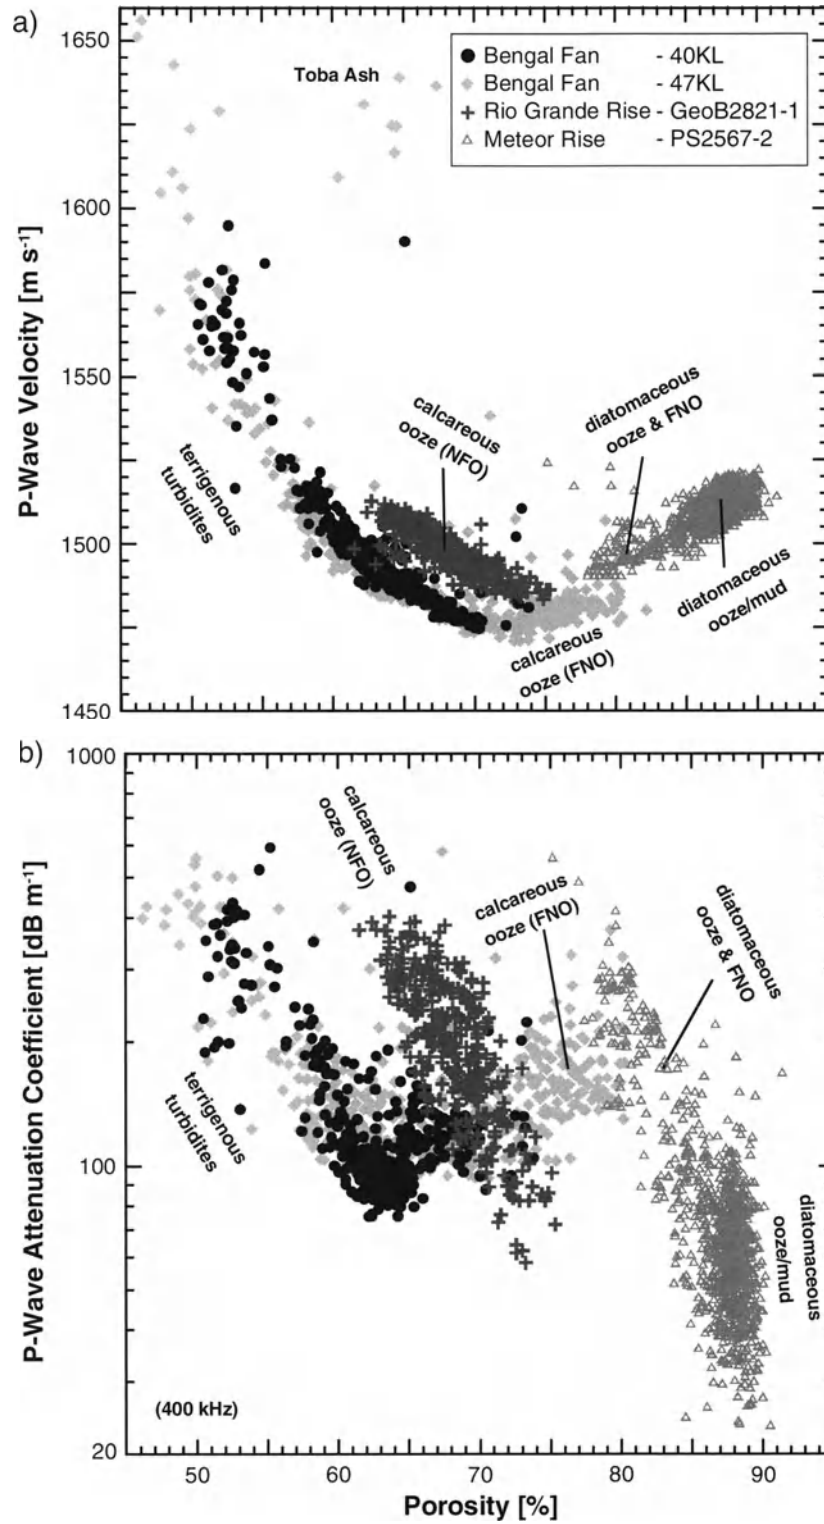 a)
1650
1600
1550
1500
1450
P-Wave Velocity [m s⁻¹]
Toba Ash
● Bengal Fan - 40KL
◆ Bengal Fan - 47KL
+ Rio Grande Rise - GeoB2821-1
△ Meteor Rise - PS2567-2
terrigenous
turbidites
calcareous
ooze (NFO)
calcareous
ooze (FNO)
diatomaceous
ooze & FNO
diatomaceous
ooze/mud
b)
1000
100
20
P-Wave Attenuation Coefficient [dB m⁻¹]
terrigenous
turbidites
calcareous
ooze (NFO)
calcareous
ooze (FNO)
diatomaceous
ooze & FNO
diatomaceous
ooze/mud
(400 kHz)
50 60 70 80 90
Porosity [%]